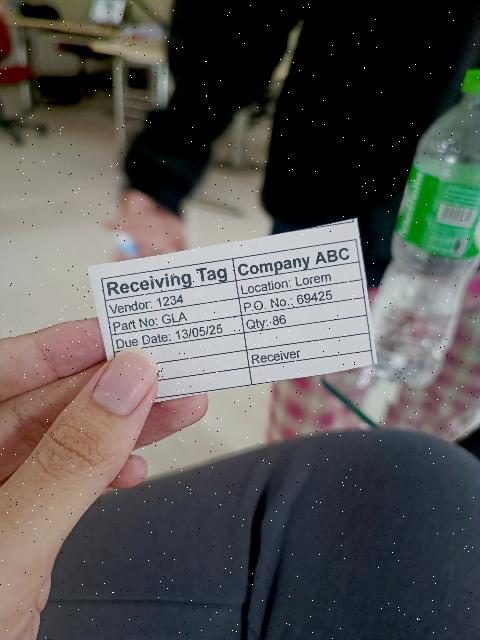 Receiving Tag Company ABC
Vendor: 1234 Location: Lorem
Part No: GLA P.O. No.: 69425
Due Date: 13/05/25 Qty: 86
: Receiver